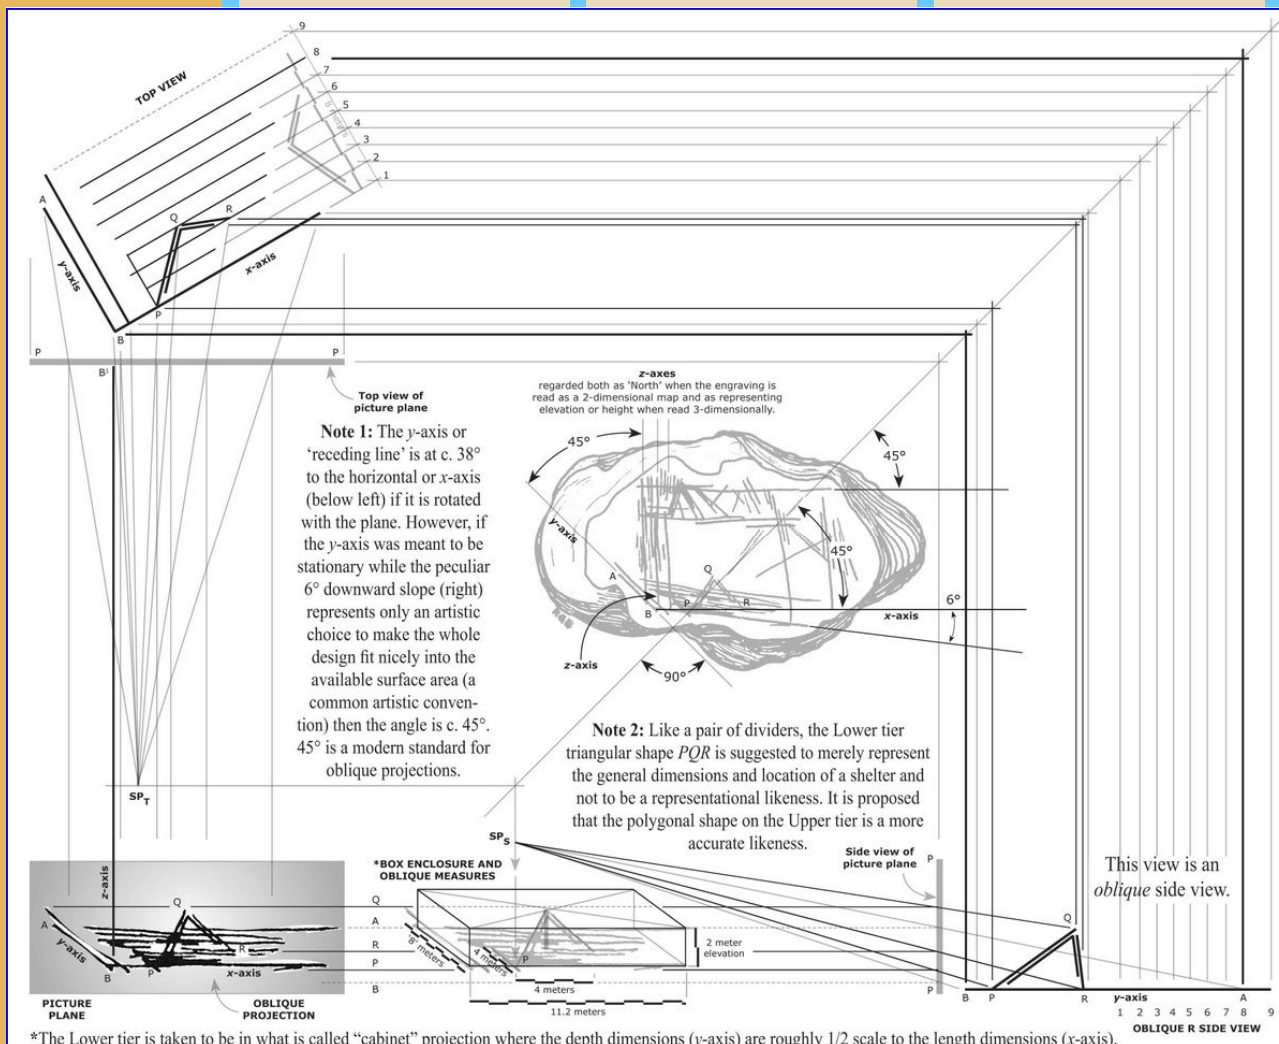 9
8
7
6
5
4
3
2
1
8 meters
TOP VIEW
A
Q
R
y-axis
x-axis
P
B
P
P
B¹
Top view of
picture plane
z-axes
regarded both as ‘North’ when the engraving is
read as a 2-dimensional map and as representing
elevation or height when read 3-dimensionally.
Note 1: The y-axis or
‘receding line’ is at c. 38°
to the horizontal or x-axis
(below left) if it is rotated
with the plane. However, if
the y-axis was meant to be
stationary while the peculiar
6° downward slope (right)
represents only an artistic
choice to make the whole
design fit nicely into the
available surface area (a
common artistic conven-
tion) then the angle is c. 45°.
45° is a modern standard for
oblique projections.
45°
45°
y-axis
45°
A
Q
P
R
B
x-axis
6°
z-axis
90°
Note 2: Like a pair of dividers, the Lower tier
triangular shape PQR is suggested to merely represent
the general dimensions and location of a shelter and
not to be a representational likeness. It is proposed
that the polygonal shape on the Upper tier is a more
accurate likeness.
SPT
SPS
*BOX ENCLOSURE AND
OBLIQUE MEASURES
Side view of
picture plane
P
This view is an
oblique side view.
z-axis
Q
A
R
P
B
A
Q
R
y-axis
B
P
x-axis
8 meters
4 meters
P
2 meter
elevation
4 meters
11.2 meters
P
Q
B
P
R
y-axis
A
1 2 3 4 5 6 7 8 9
OBLIQUE R SIDE VIEW
PICTURE
PLANE
OBLIQUE
PROJECTION
*The Lower tier is taken to be in what is called “cabinet” projection where the depth dimensions (y-axis) are roughly 1/2 scale to the length dimensions (x-axis).